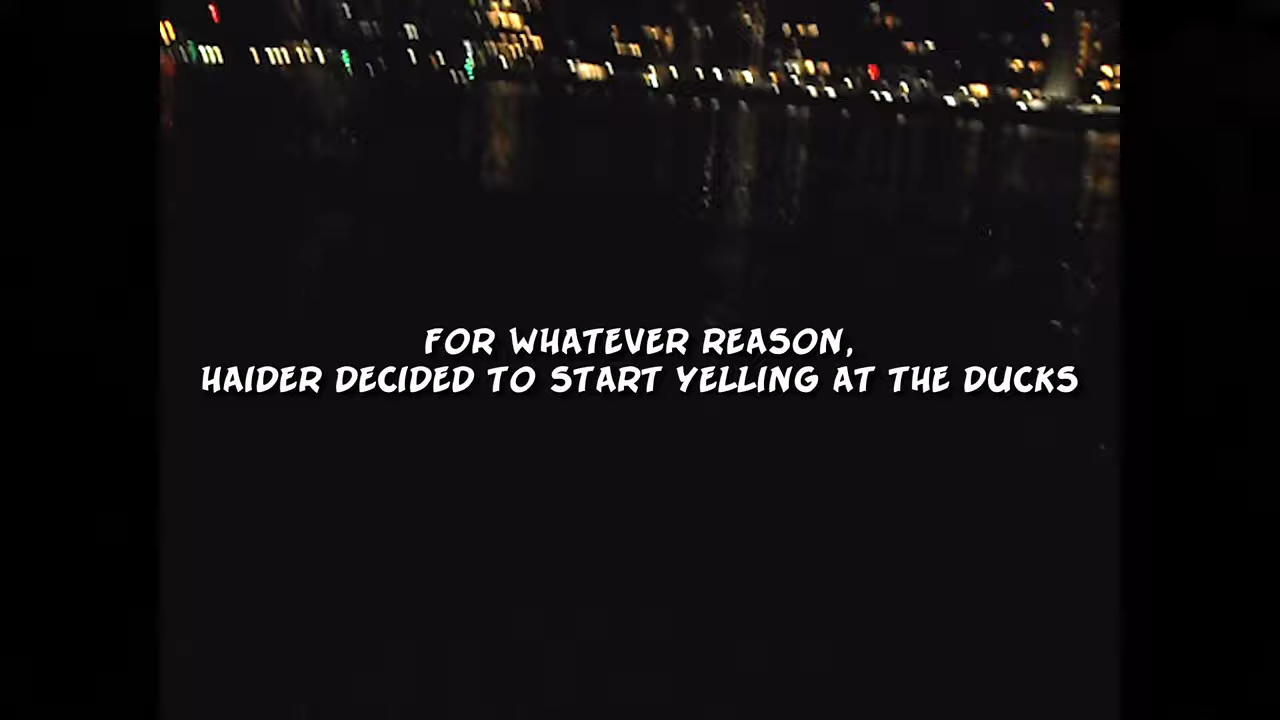 FOR WHATEVER REASON,
HAIDER DECIDED TO START YELLING AT THE DUCKS